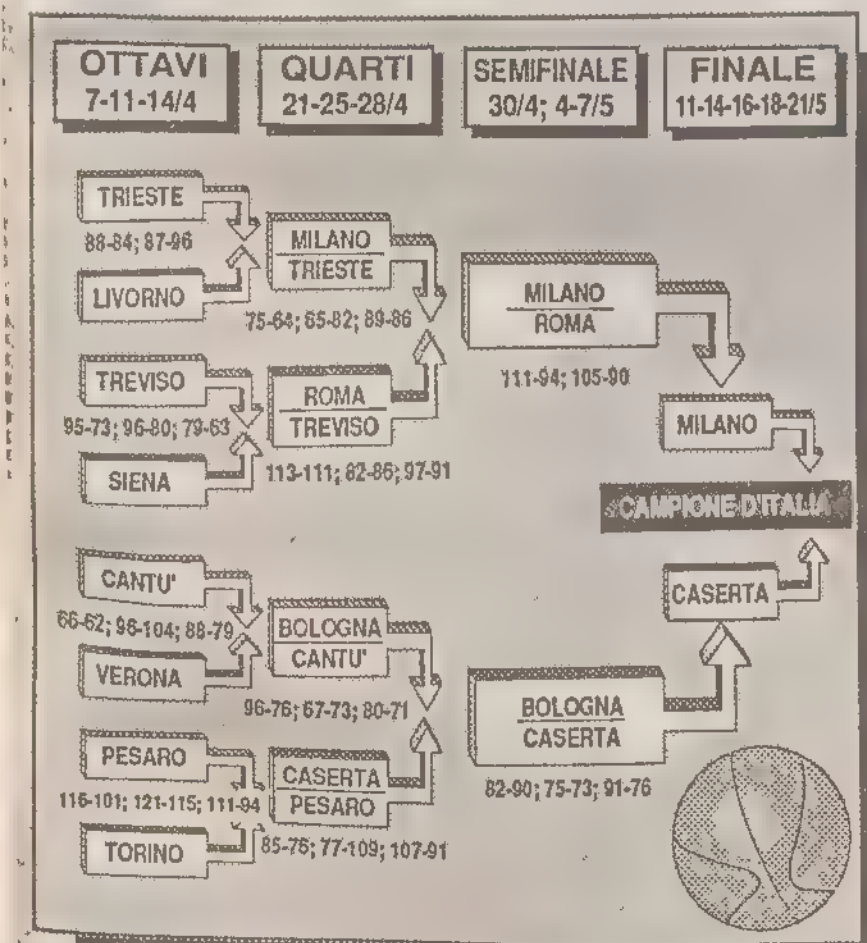 OTTAVI
7-11-14/4
QUARTI
21-25-28/4
SEMIFINALE
30/4; 4-7/5
FINALE
11-14-16-18-21/5
TRIESTE
88-84; 87-96
LIVORNO
MILANO
TRIESTE
75-64; 65-82; 89-86
TREVISO
95-73; 96-80; 79-63
SIENA
ROMA
TREVISO
113-111; 82-86; 97-91
MILANO
ROMA
111-94; 105-90
MILANO
CAMPIONE D'ITALIA
CASERTA
CANTU'
66-62; 96-104; 88-79
VERONA
BOLOGNA
CANTU'
96-76; 67-73; 80-71
PESARO
116-101; 121-115; 111-94
TORINO
CASERTA
PESARO
85-76; 77-109; 107-91
BOLOGNA
CASERTA
82-90; 75-73; 91-76